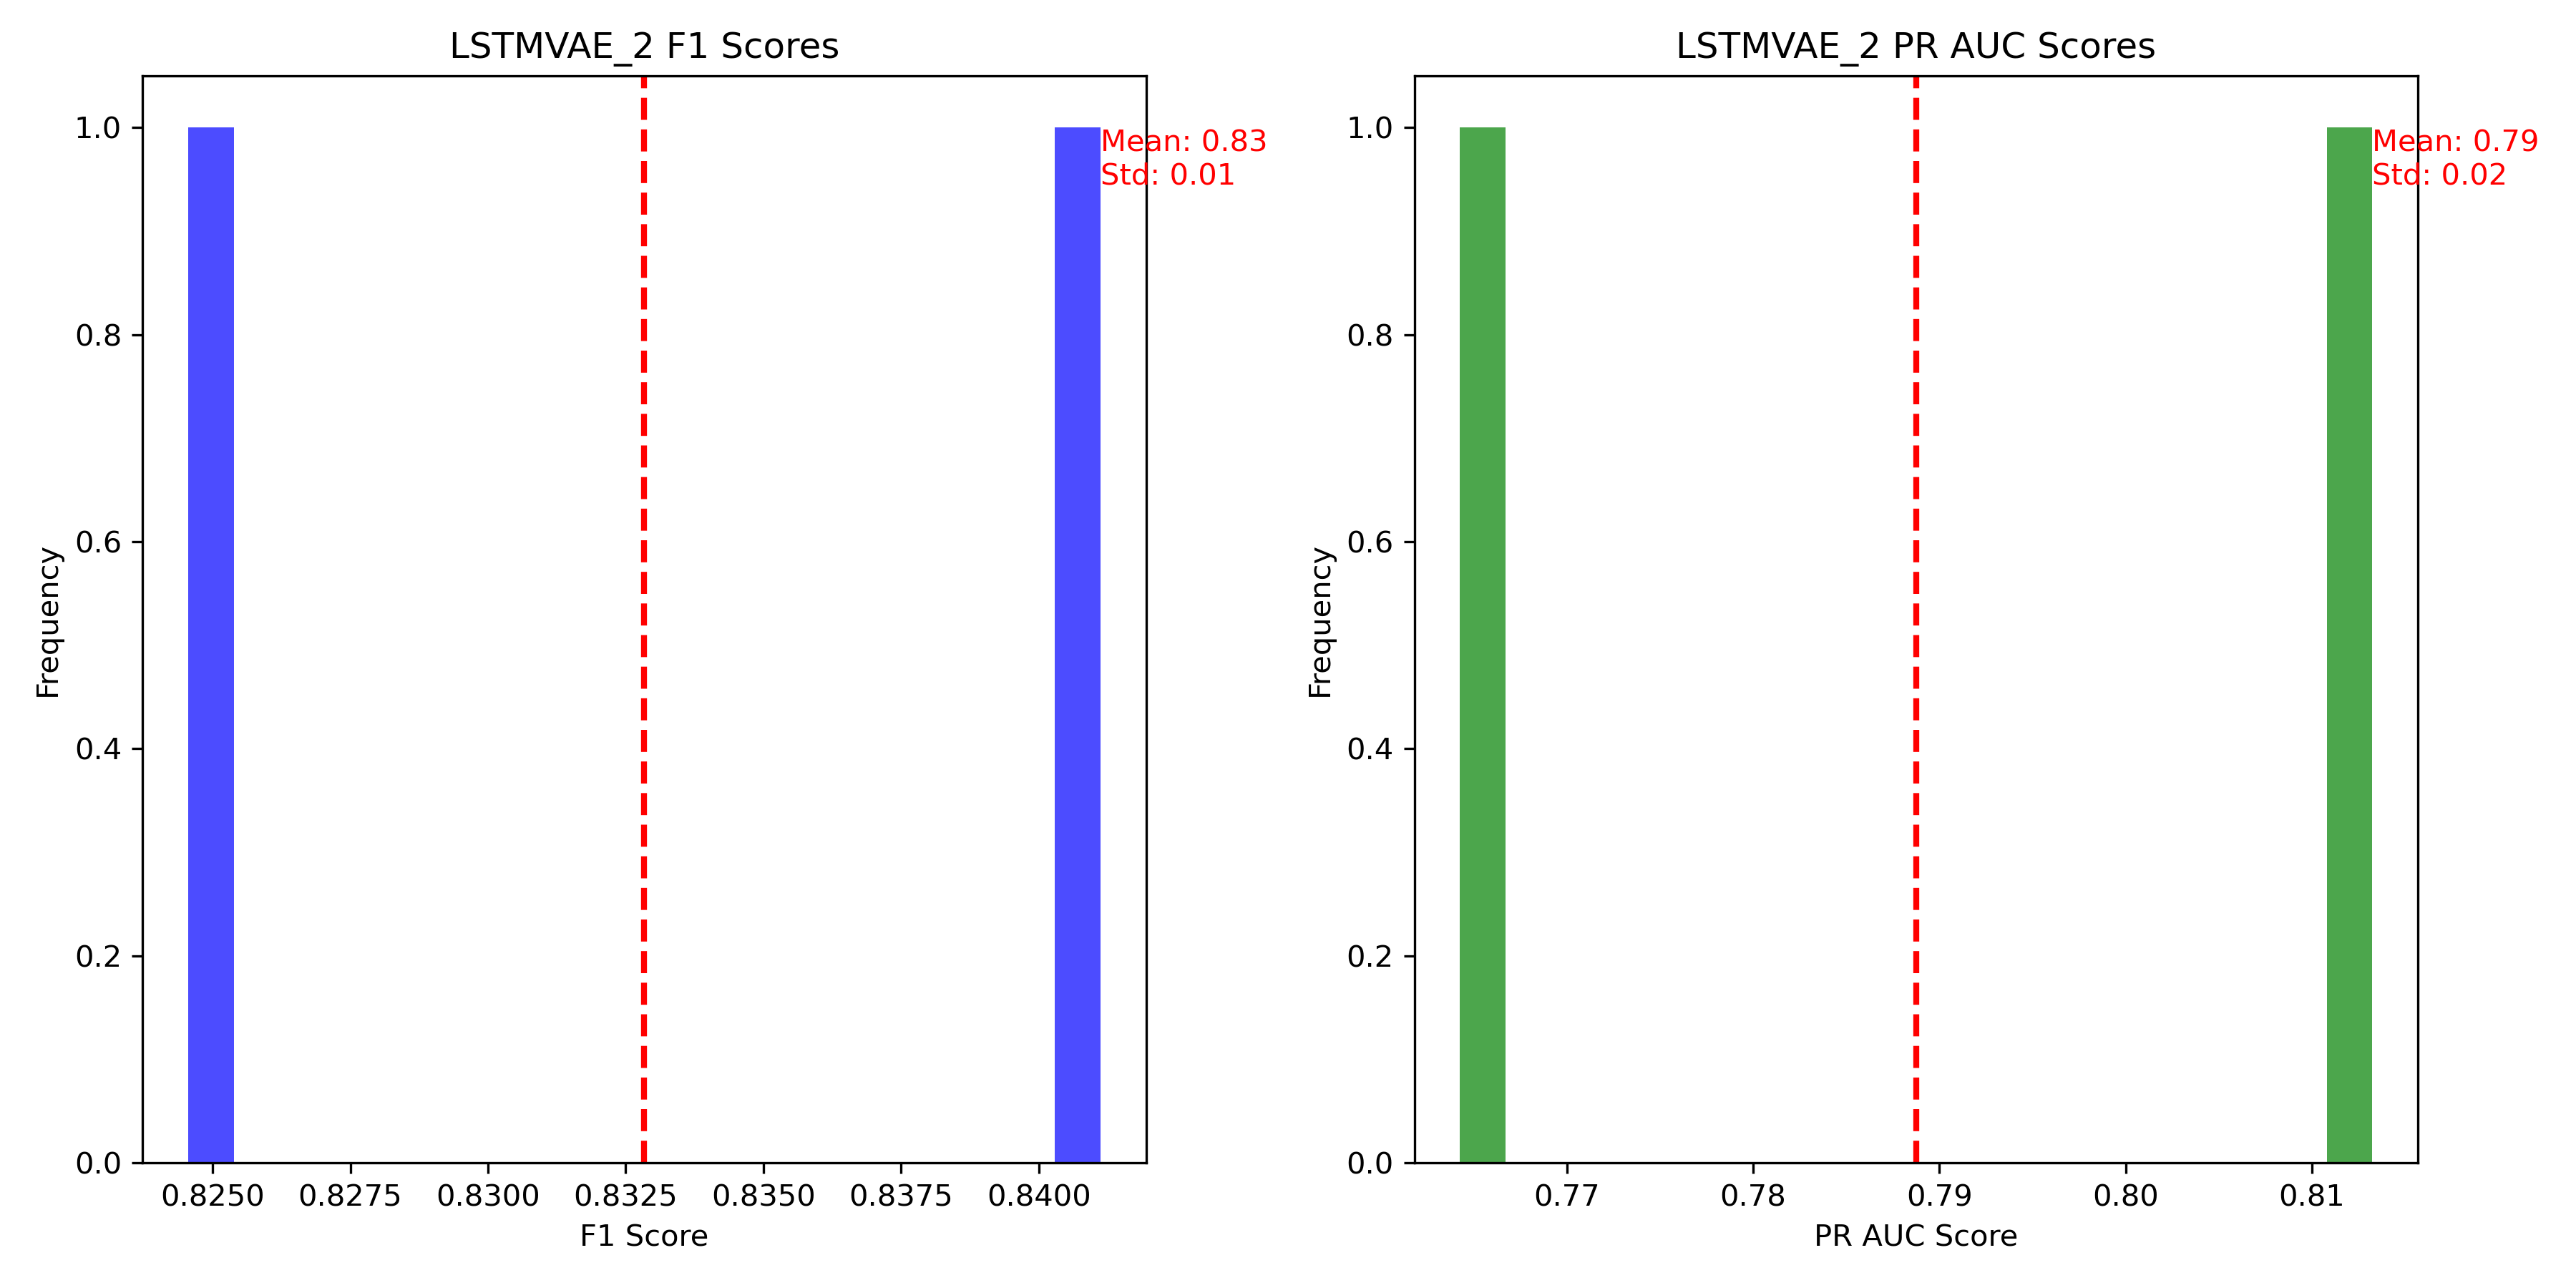 LSTMVAE_2 F1 Scores
1.0
0.8
0.6
0.4
0.2
0.0
Frequency
Mean: 0.83
Std: 0.01
0.8250 0.8275 0.8300 0.8325 0.8350 0.8375 0.8400
F1 Score
LSTMVAE_2 PR AUC Scores
1.0
0.8
0.6
0.4
0.2
0.0
Frequency
Mean: 0.79
Std: 0.02
0.77 0.78 0.79 0.80 0.81
PR AUC Score